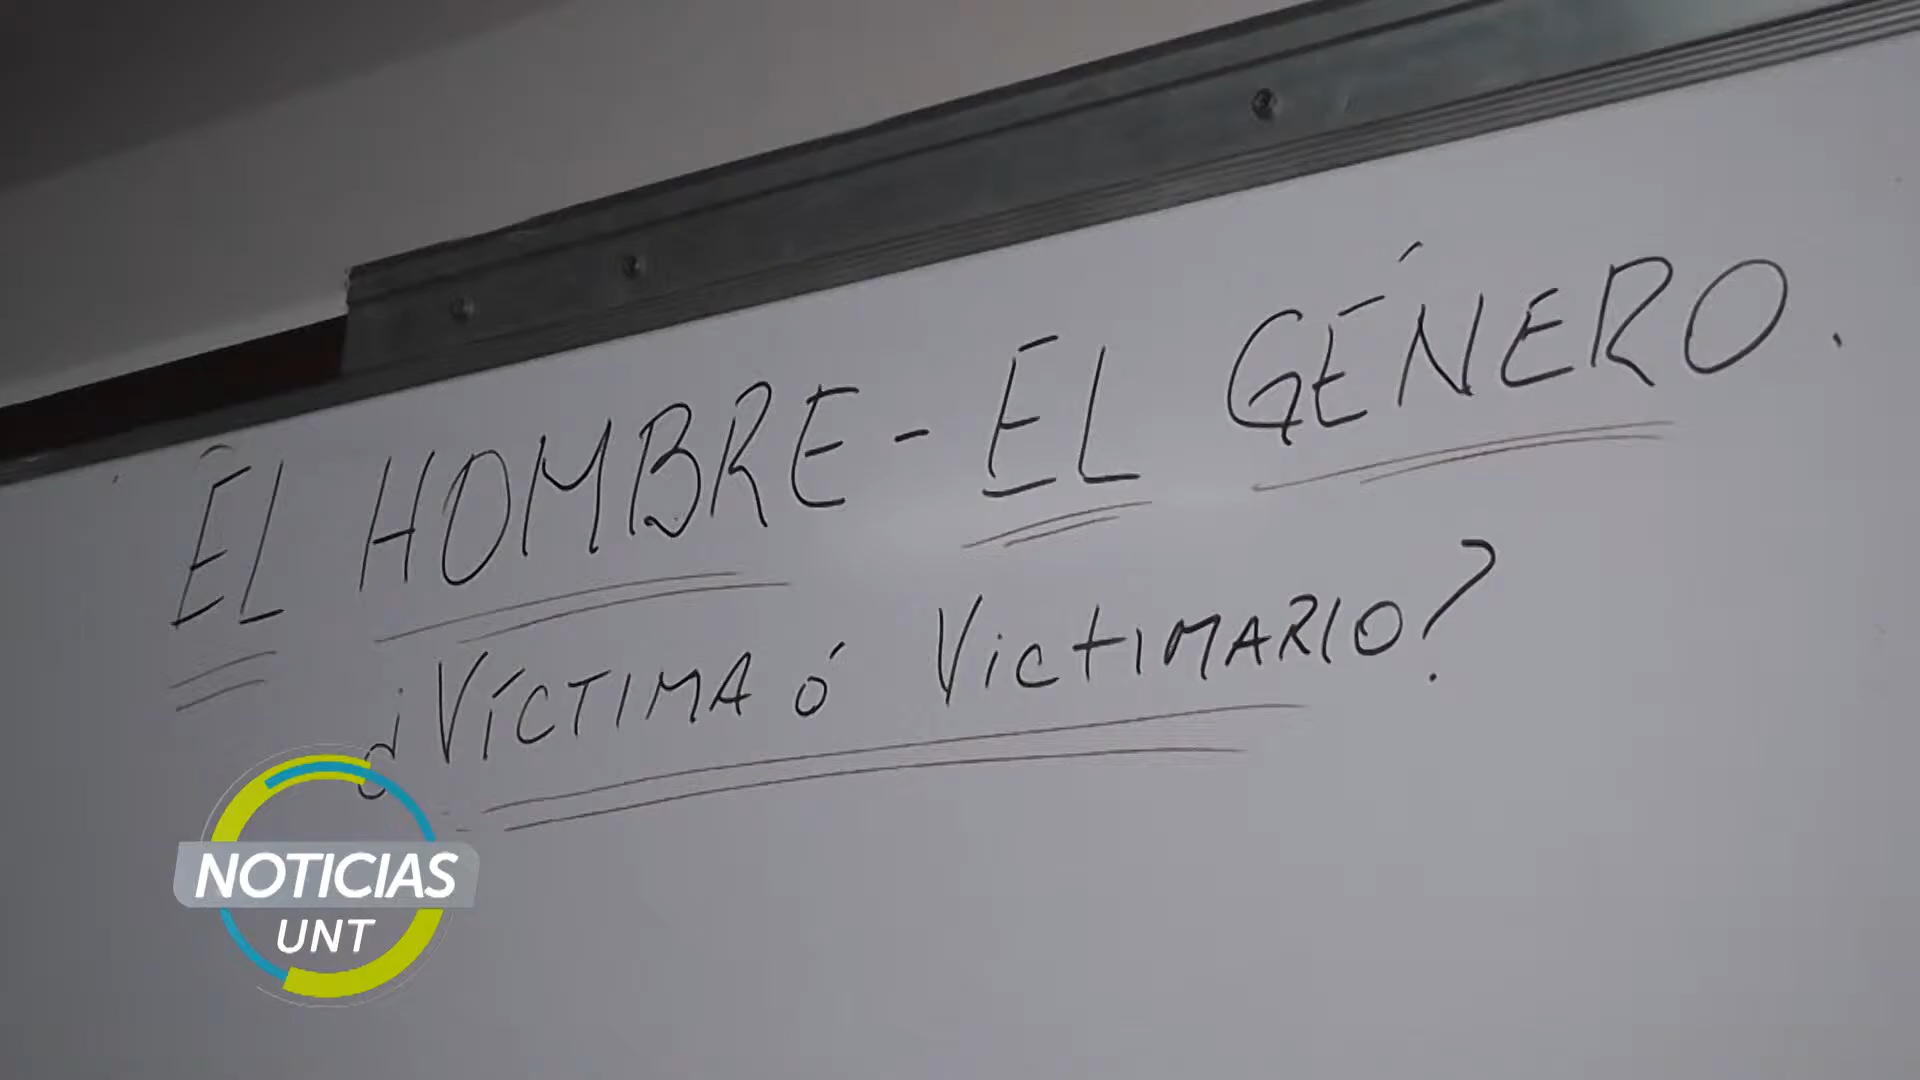 EL HOMBRE - EL GÉNERO.
¿VÍCTIMA ó VICTIMARIO?
NOTICIAS
UNT